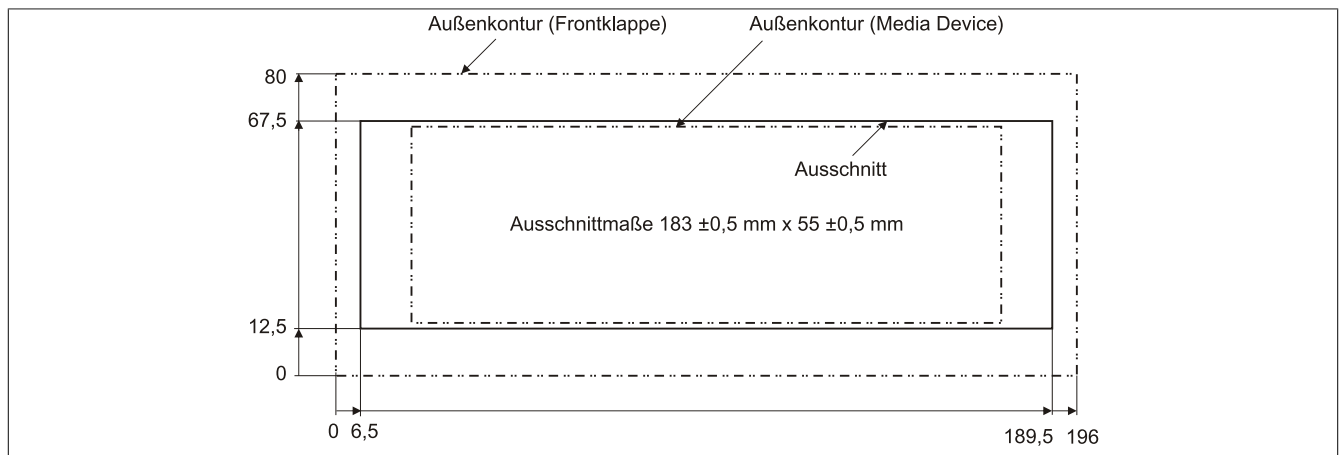 Außenkontur (Frontklappe)
Außenkontur (Media Device)
80
67,5
Ausschnitt
Ausschnittmaße 183 ±0,5 mm x 55 ±0,5 mm
12,5
0
0
6,5
189,5
196